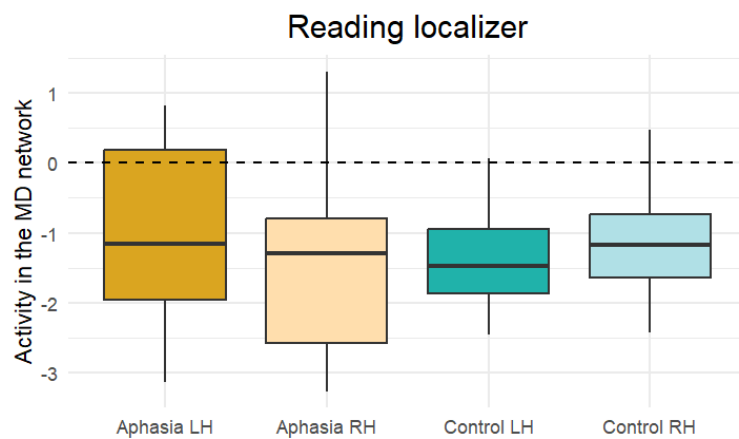 Reading localizer
Activity in the MD network
1
0
-1
-2
-3
Aphasia LH
Aphasia RH
Control LH
Control RH